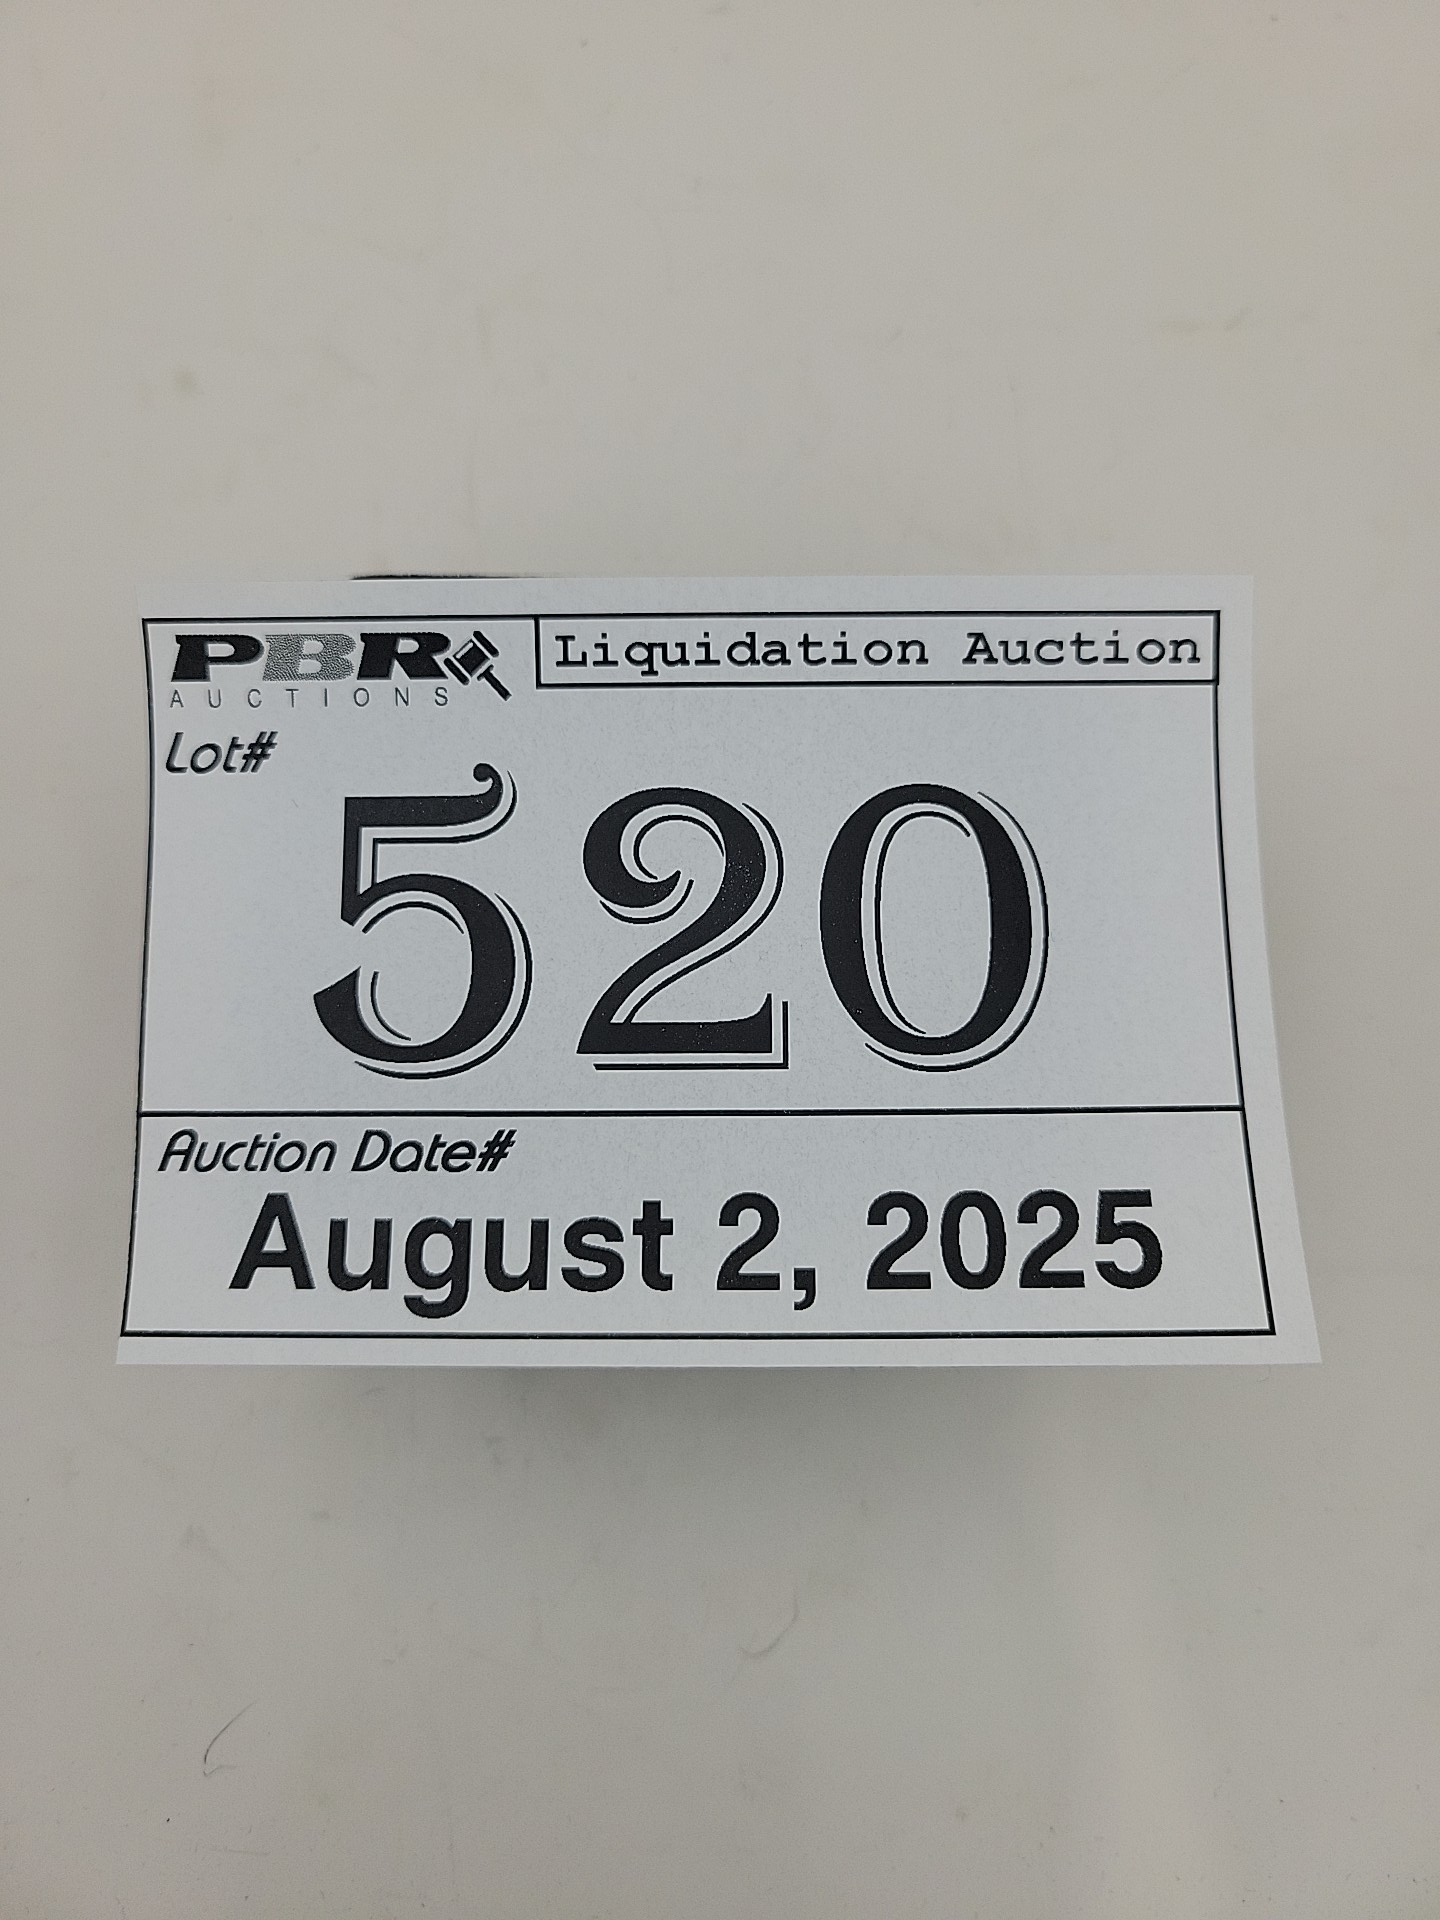 PBR
AUCTIONS
Liquidation Auction
Lot#
520
Auction Date#
August 2, 2025